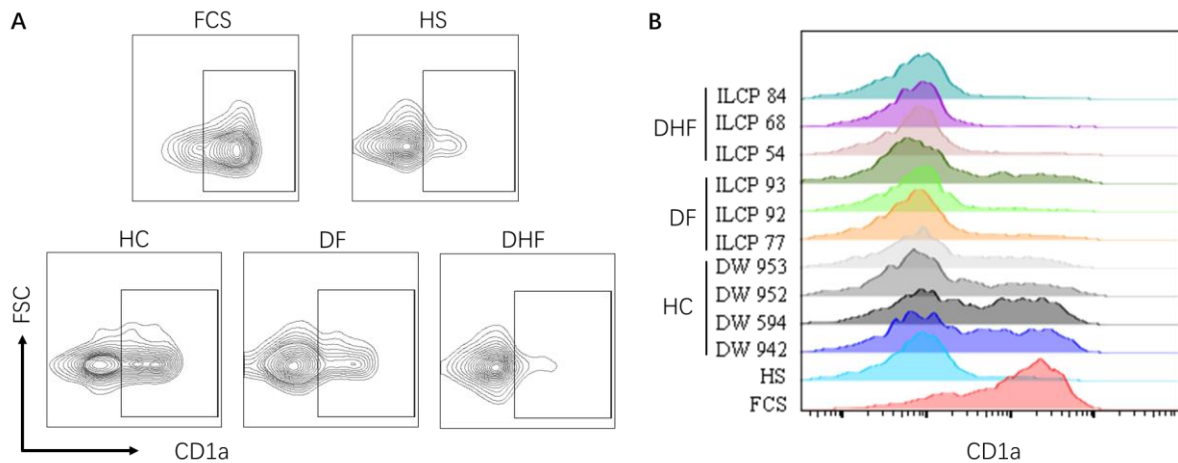 A
FCS
HS
HC
DF
DHF
FSC
CD1a
B
DHF
ILCP 84
ILCP 68
ILCP 54
DF
ILCP 93
ILCP 92
ILCP 77
HC
DW 953
DW 952
DW 594
DW 942
HS
FCS
CD1a